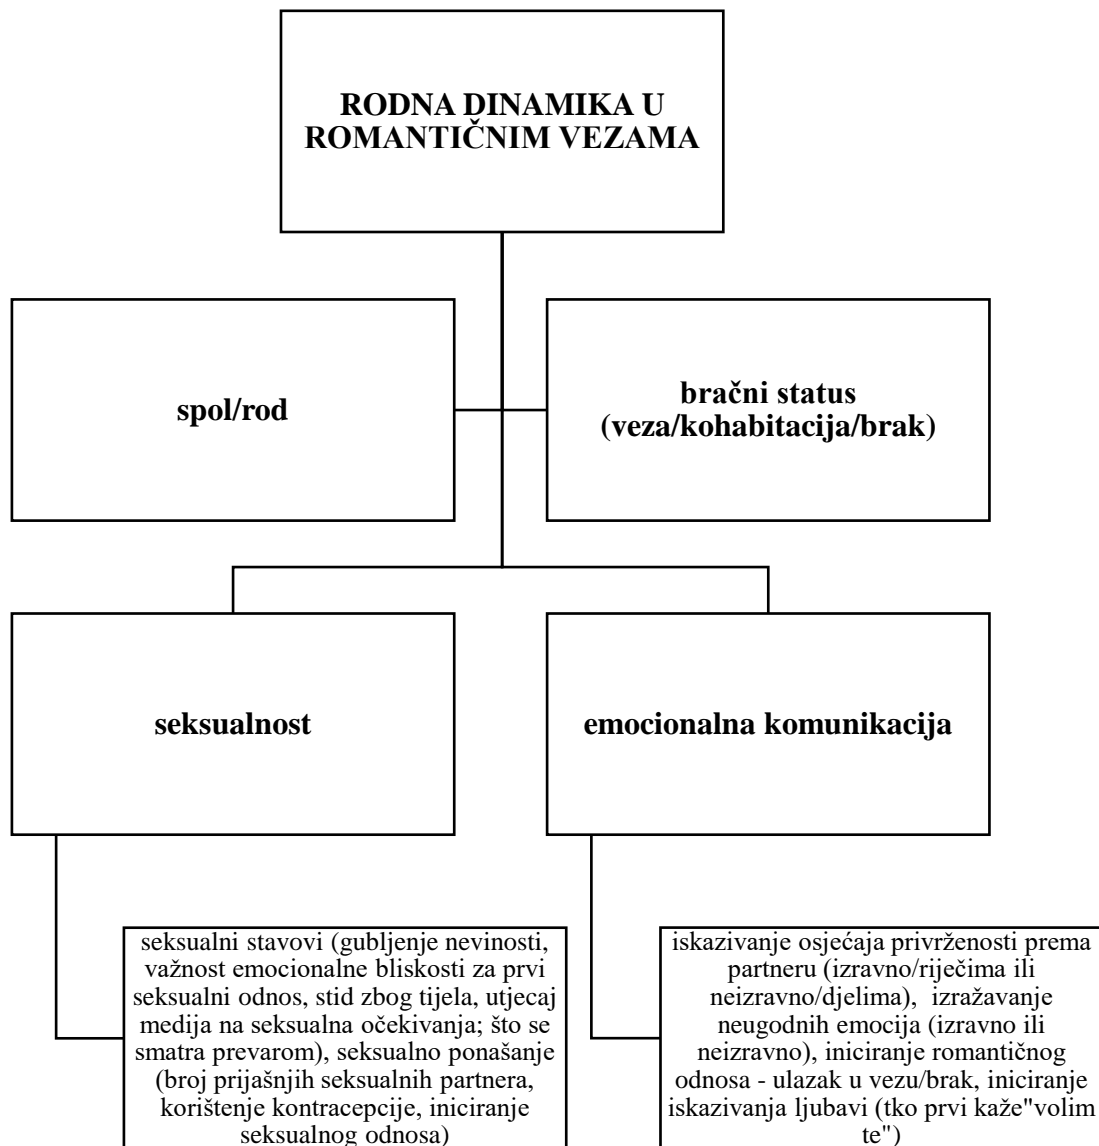 RODNA DINAMIKA U
ROMANTIČNIM VEZAMA
spol/rod
bračni status
(veza/kohabitacija/brak)
seksualnost
emocionalna komunikacija
seksualni stavovi (gubljenje nevinosti,
važnost emocionalne bliskosti za prvi
seksualni odnos, stid zbog tijela, utjecaj
medija na seksualna očekivanja; što se
smatra prevarom), seksualno ponašanje
(broj prijašnjih seksualnih partnera,
korištenje kontracepcije, iniciranje
seksualnog odnosa)
iskazivanje osjećaja privrženosti prema
partneru (izravno/riječima ili
neizravno/djelima),  izražavanje
neugodnih emocija (izravno ili
neizravno), iniciranje romantičnog
odnosa - ulazak u vezu/brak, iniciranje
iskazivanja ljubavi (tko prvi kaže"volim
te")